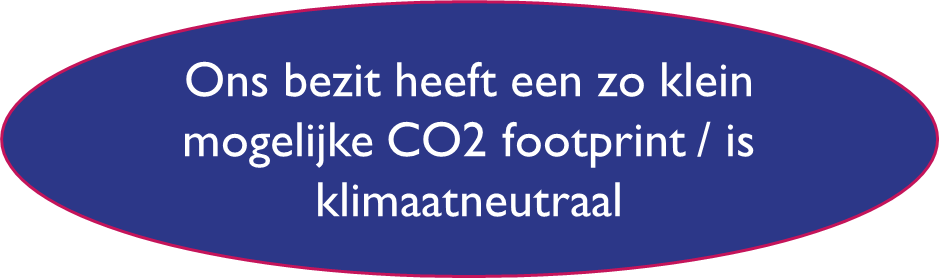 Ons bezit heeft een zo klein
mogelijke CO2 footprint / is
klimaatneutraal